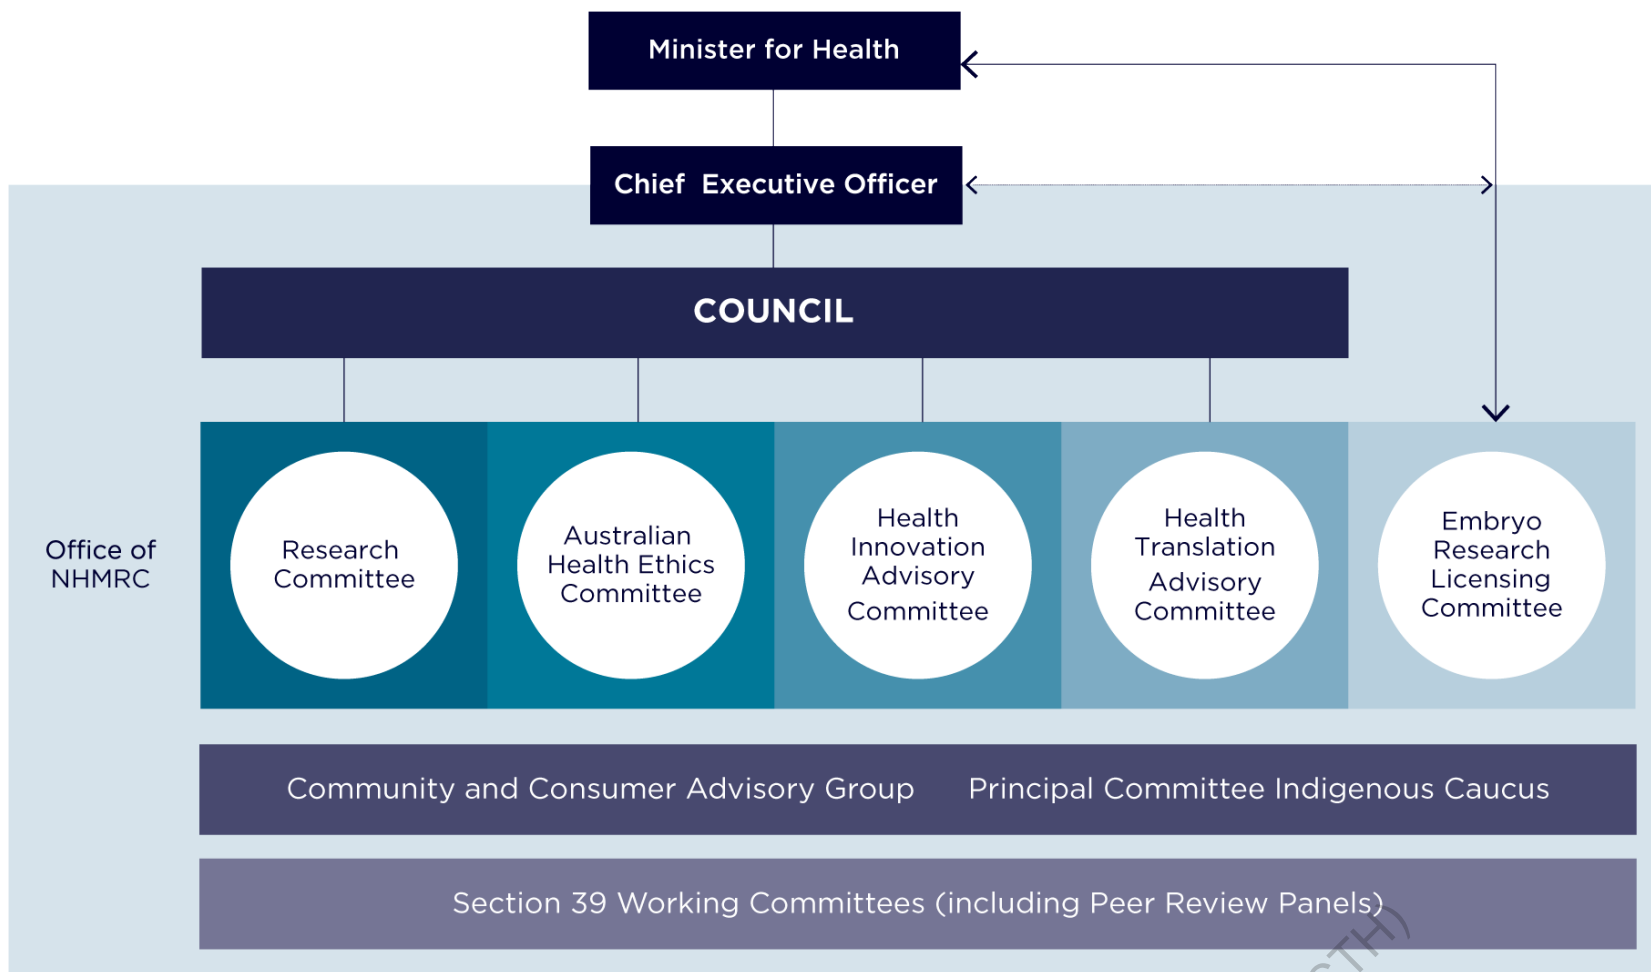 Minister for Health
Chief Executive Officer
COUNCIL
Office of
NHMRC
Research
Committee
Australian
Health Ethics
Committee
Health
Innovation
Advisory
Committee
Health
Translation
Advisory
Committee
Embryo
Research
Licensing
Committee
Community and Consumer Advisory Group
Principal Committee Indigenous Caucus
Section 39 Working Committees (including Peer Review Panels)
STH)